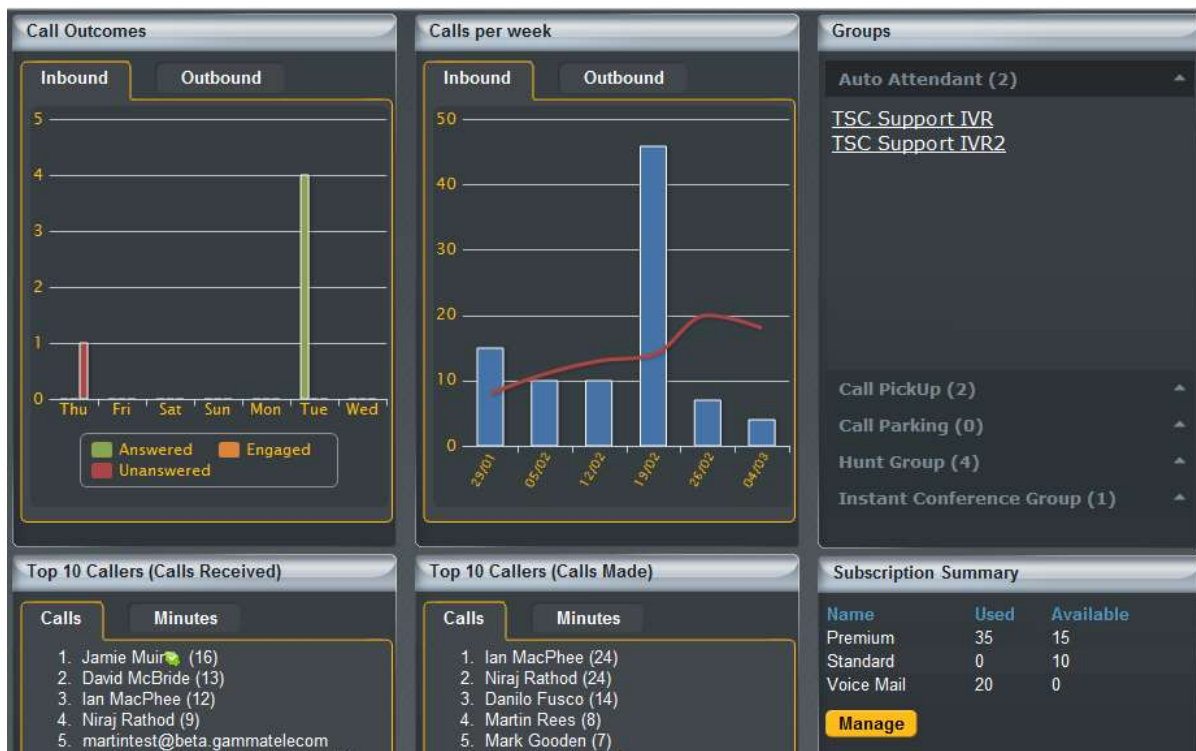 Call Outcomes
Inbound Outbound
5
4
3
2
1
0
Thu Fri Sat Sun Mon Tue Wed
Answered Engaged
Unanswered
Calls per week
Inbound Outbound
50
40
30
20
10
0
29/01 05/02 12/02 19/02 26/02 04/03
Groups
Auto Attendant (2)
TSC Support IVR
TSC Support IVR2
Call PickUp (2)
Call Parking (0)
Hunt Group (4)
Instant Conference Group (1)
Top 10 Callers (Calls Received)
Calls Minutes
1. Jamie Muir (16)
2. David McBride (13)
3. Ian MacPhee (12)
4. Niraj Rathod (9)
5. martintest@beta.gammatelecom
Top 10 Callers (Calls Made)
Calls Minutes
1. Ian MacPhee (24)
2. Niraj Rathod (24)
3. Danilo Fusco (14)
4. Martin Rees (8)
5. Mark Gooden (7)
Subscription Summary
Name Used Available
Premium 35 15
Standard 0 10
Voice Mail 20 0
Manage